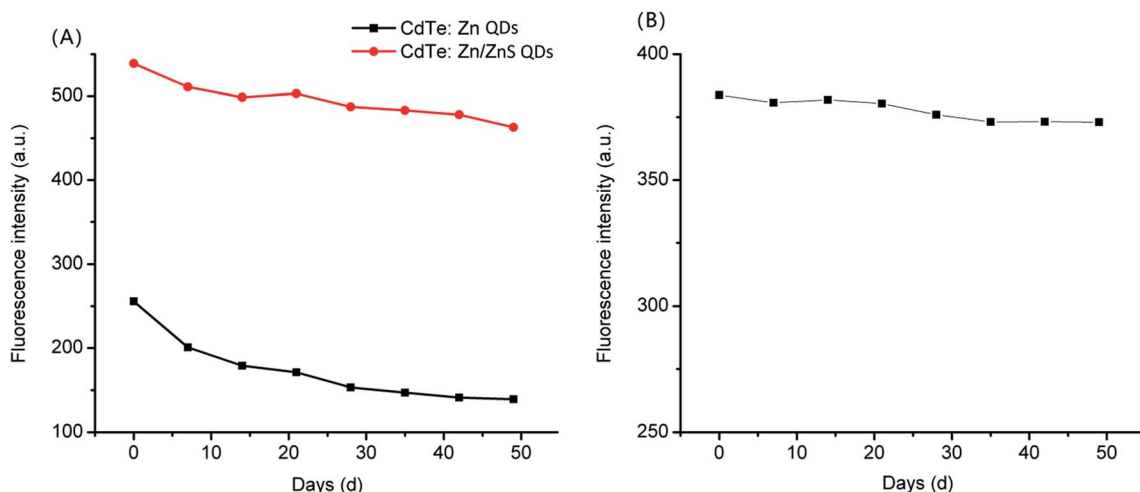 (A)
CdTe: Zn QDs
CdTe: Zn/ZnS QDs
500
400
300
200
100
0
10
20
30
40
50
Fluorescence intensity (a.u.)
Days (d)
(B)
400
350
300
250
0
10
20
30
40
50
Fluorescence intensity (a.u.)
Days (d)